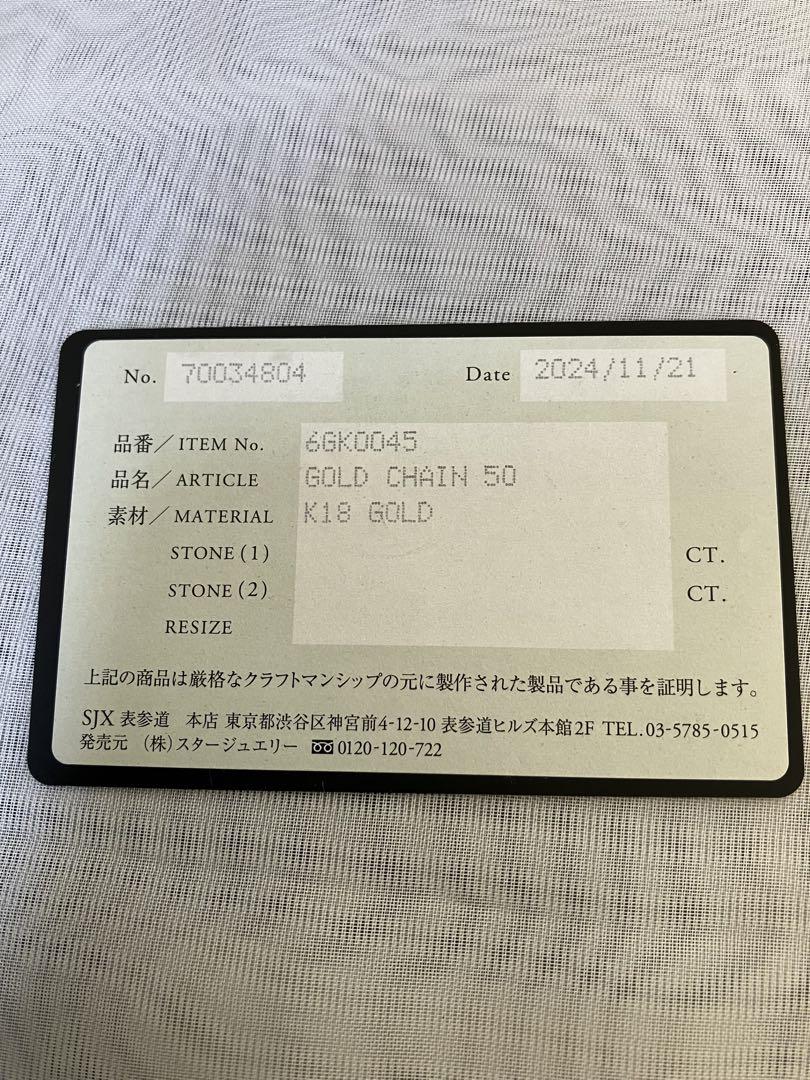 No. 70034804 Date 2024/11/21
品番／ITEM No. 6GK0045
品名／ARTICLE GOLD CHAIN 50
素材／MATERIAL K18 GOLD
STONE (1) CT.
STONE (2) CT.
RESIZE
上記の商品は厳格なクラフトマンシップの元に製作された製品である事を証明します。
SJX 表参道 本店 東京都渋谷区神宮前4-12-10 表参道ヒルズ本館2F TEL.03-5785-0515
発売元 （株）スタージュエリー 0120-120-722